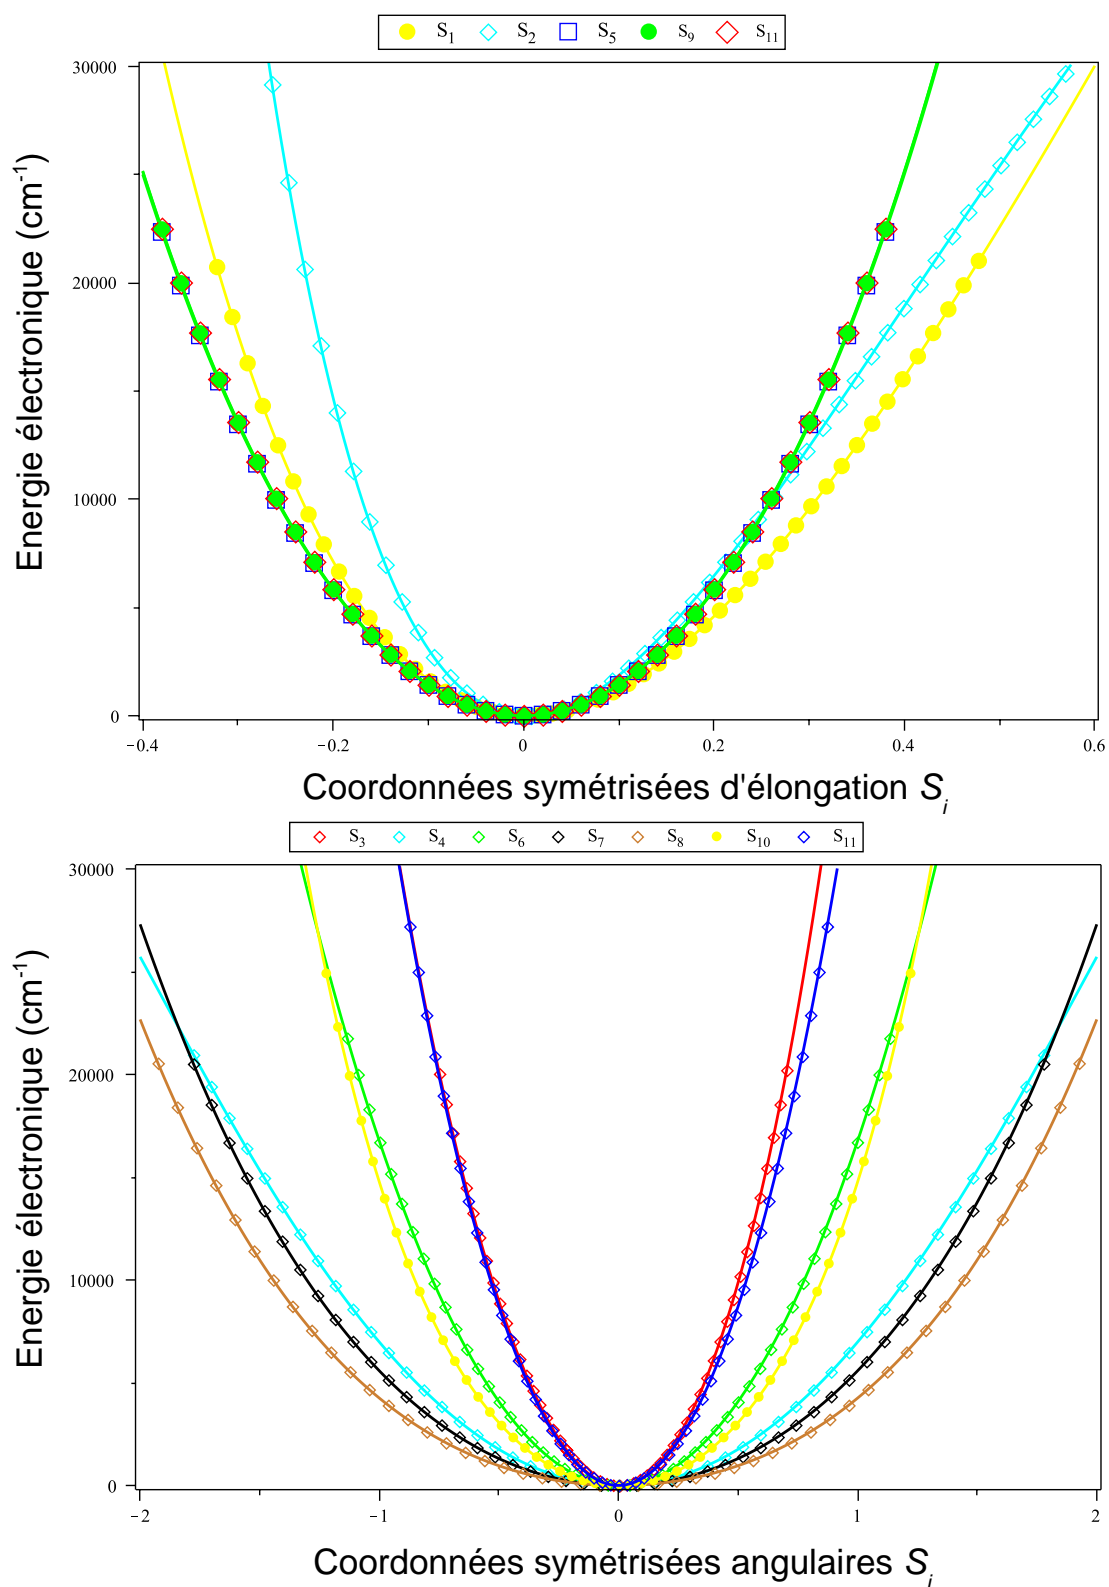 S1 S2 S5 S9 S11
30000
20000
10000
0
Energie électronique (cm-1)
−0.4 −0.2 0 0.2 0.4 0.6
Coordonnées symétrisées d'élongation Si
S3 S4 S6 S7 S8 S10 S11
30000
20000
10000
0
Energie électronique (cm-1)
−2 −1 0 1 2
Coordonnées symétrisées angulaires Si